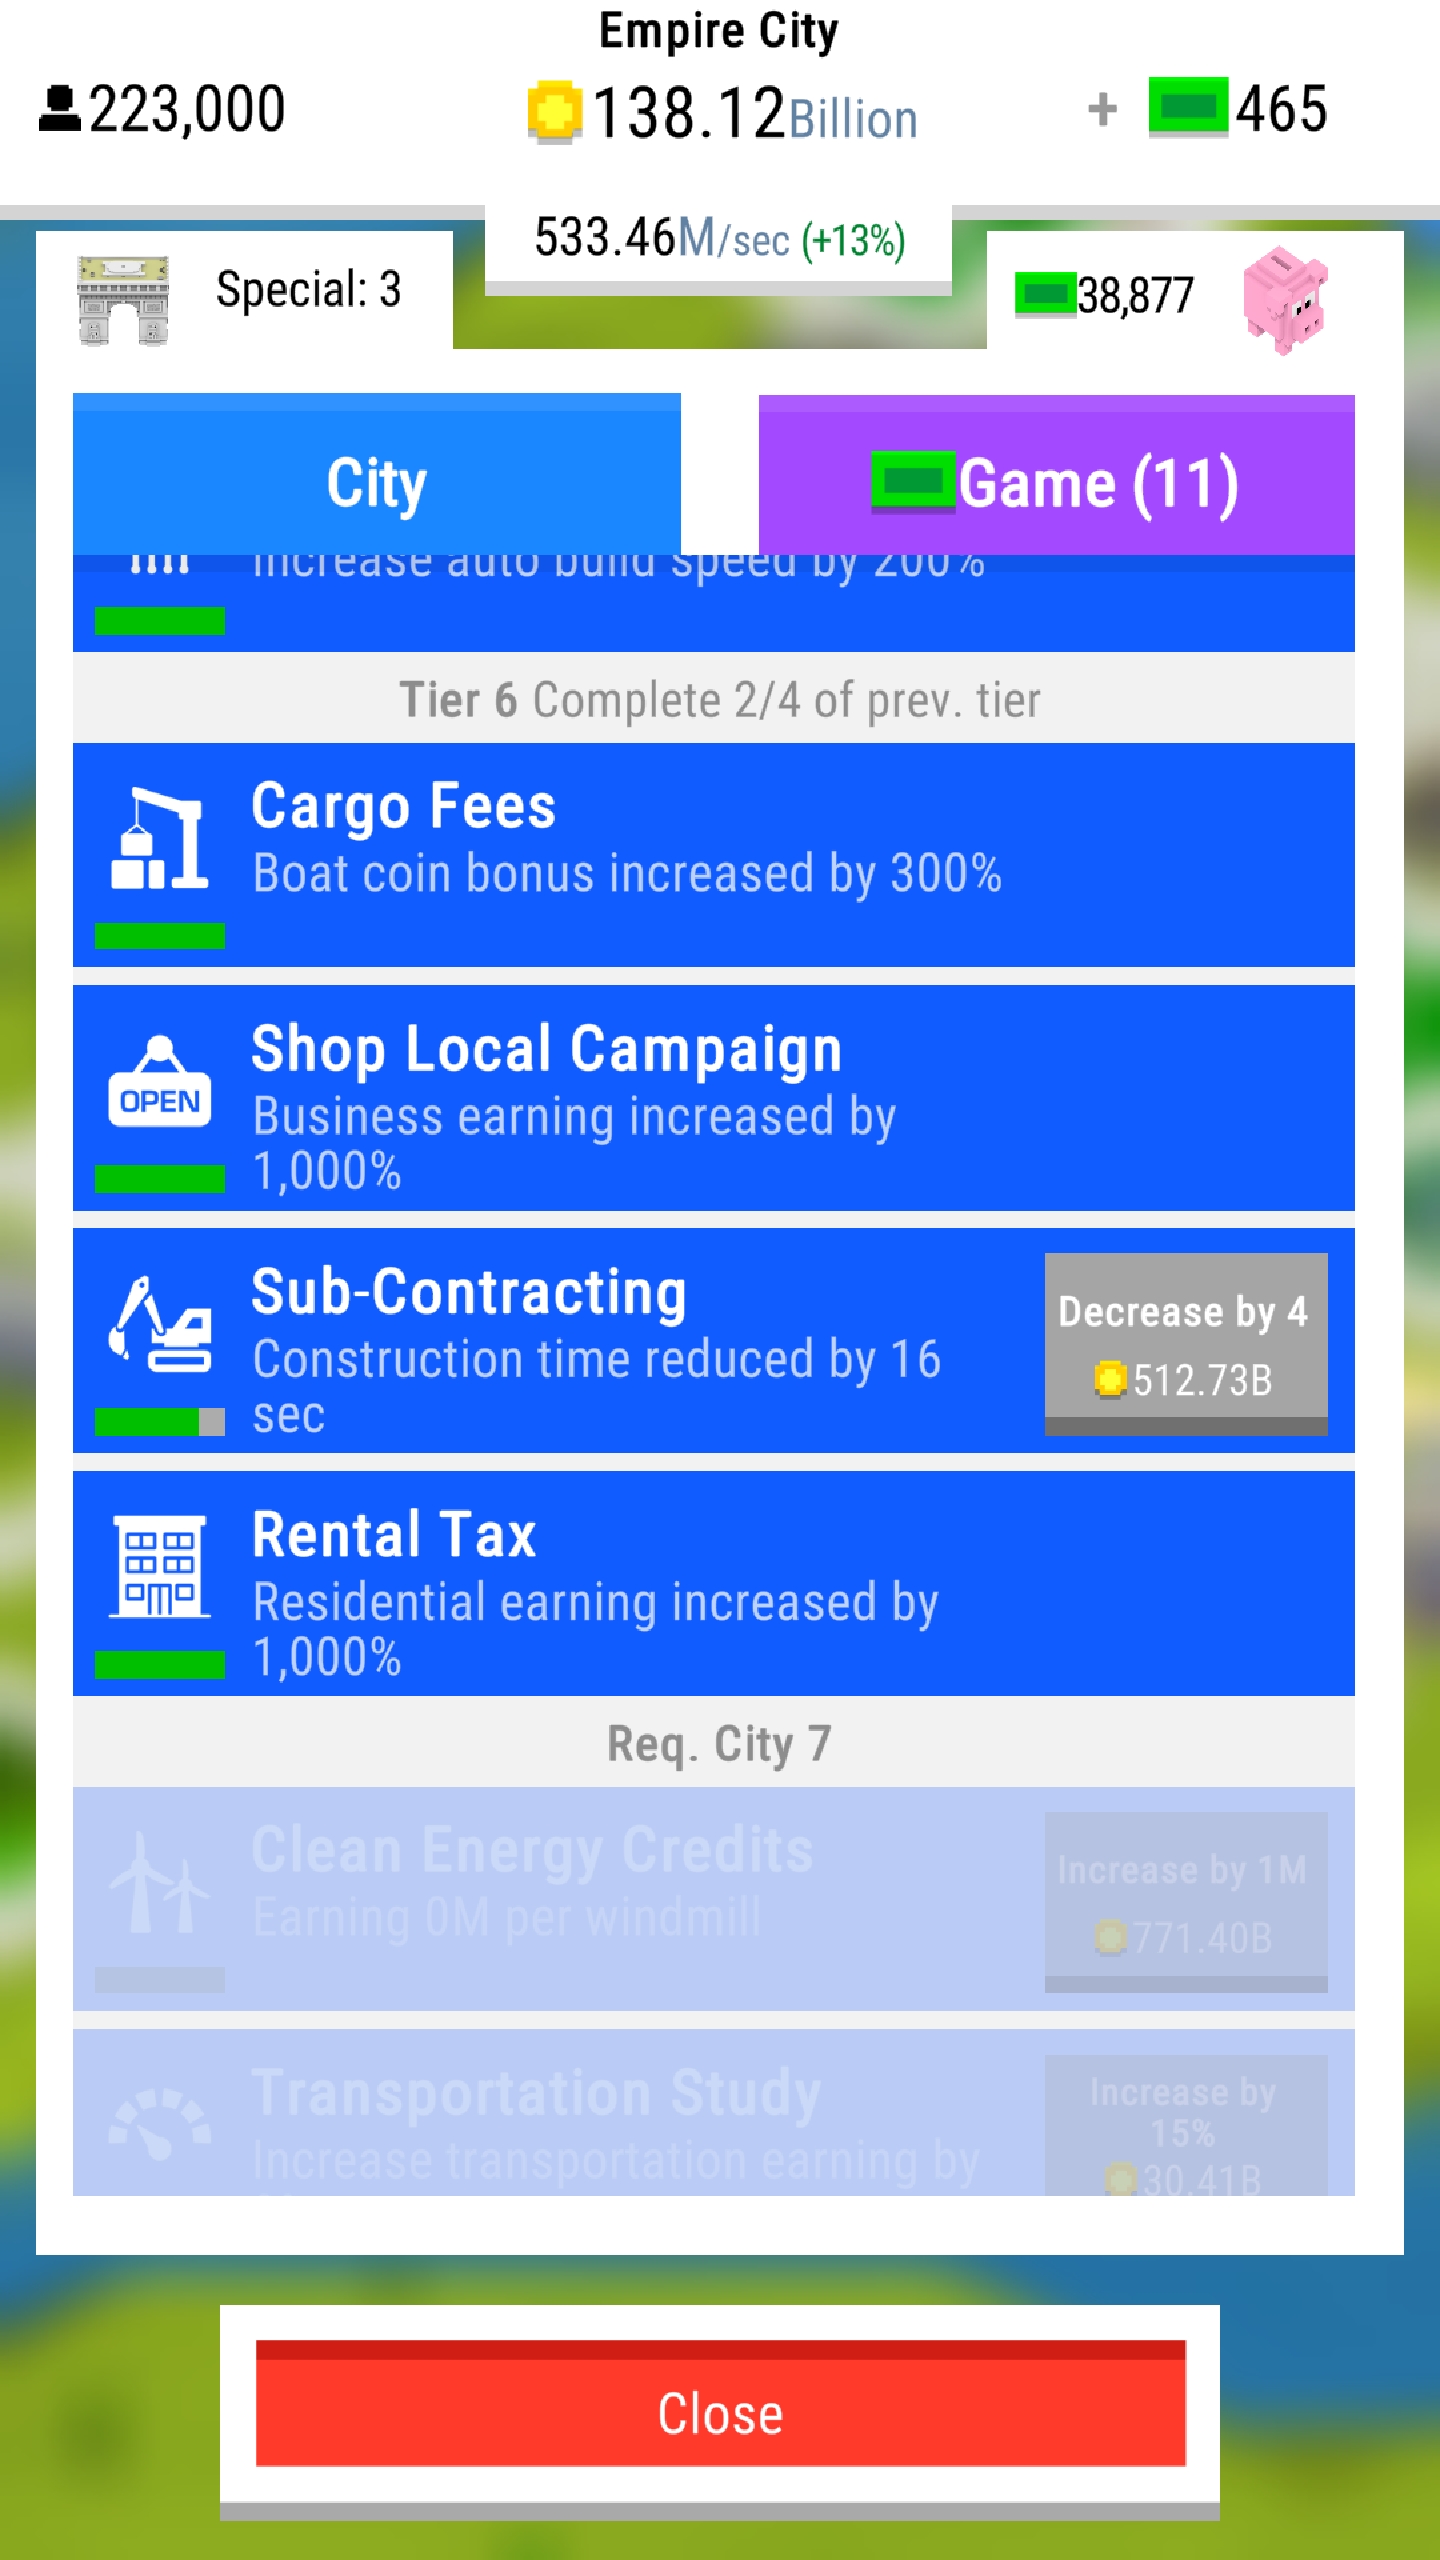 Empire City
223,000
138.12Billion
+ 465
533.46M/sec (+13%)
Special: 3
38,877
City
Game (11)
Increase auto build speed by 200%
Tier 6 Complete 2/4 of prev. tier
Cargo Fees
Boat coin bonus increased by 300%
OPEN
Shop Local Campaign
Business earning increased by
1,000%
Sub-Contracting
Construction time reduced by 16
sec
Decrease by 4
512.73B
Rental Tax
Residential earning increased by
1,000%
Req. City 7
Clean Energy Credits
Earning 0M per windmill
Increase by 1M
771.40B
Transportation Study
Increase transportation earning by
Increase by
15%
30.41B
Close